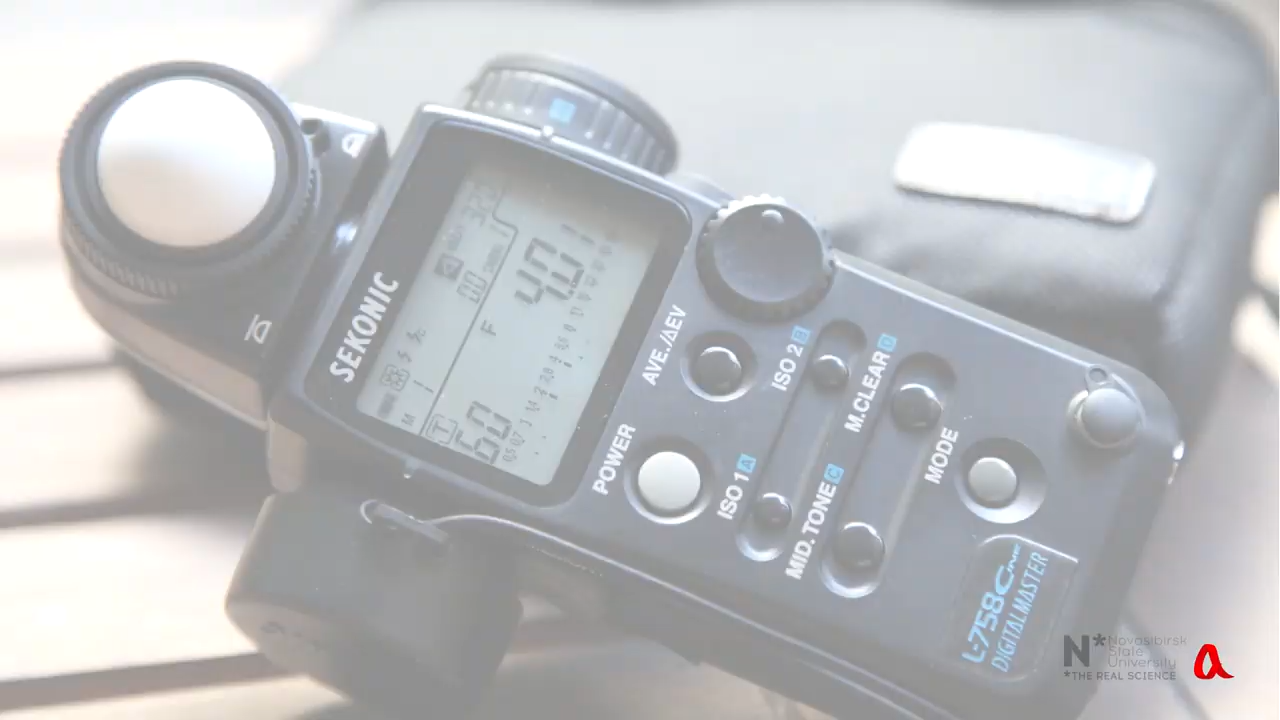 SEKONIC
F
T
60
AVE./ΔEV
ISO 2 B
M.CLEAR D
POWER
ISO 1 A
MID. TONE C
MODE
L-758Cine
DIGITALMASTER
N*
Novosibirsk
State
University
*THE REAL SCIENCE